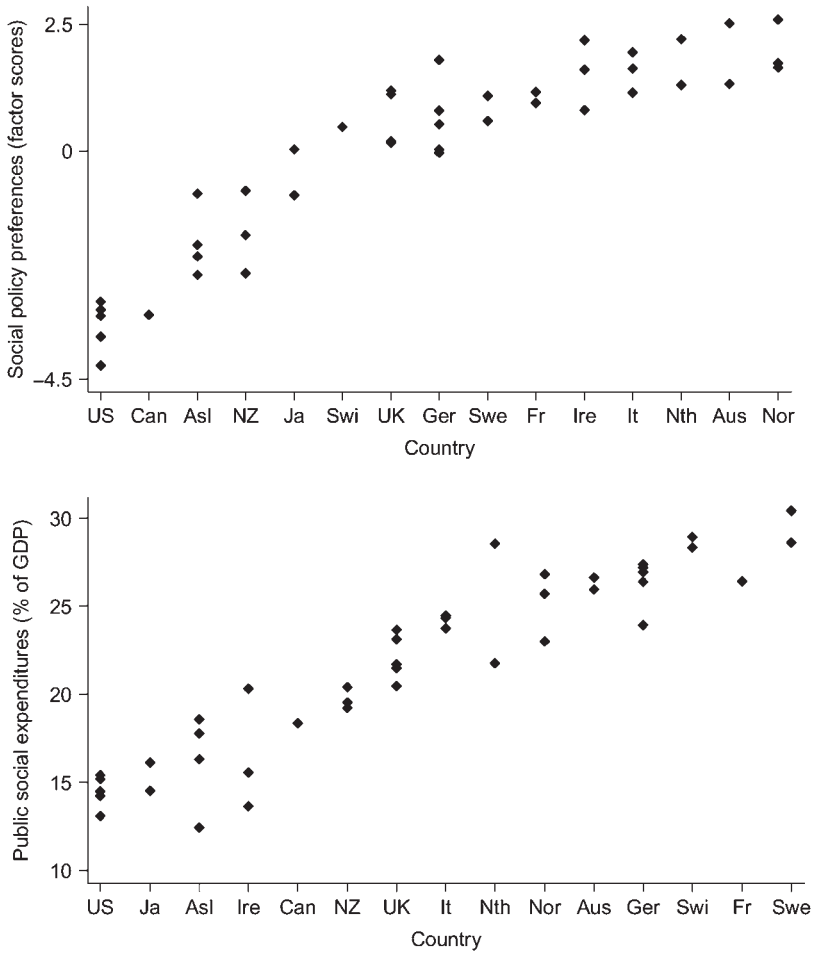 Social policy preferences (factor scores)
2.5
0
−4.5
US Can Asl NZ Ja Swi UK Ger Swe Fr Ire It Nth Aus Nor
Country
Public social expenditures (% of GDP)
30
25
20
15
10
US Ja Asl Ire Can NZ UK It Nth Nor Aus Ger Swi Fr Swe
Country